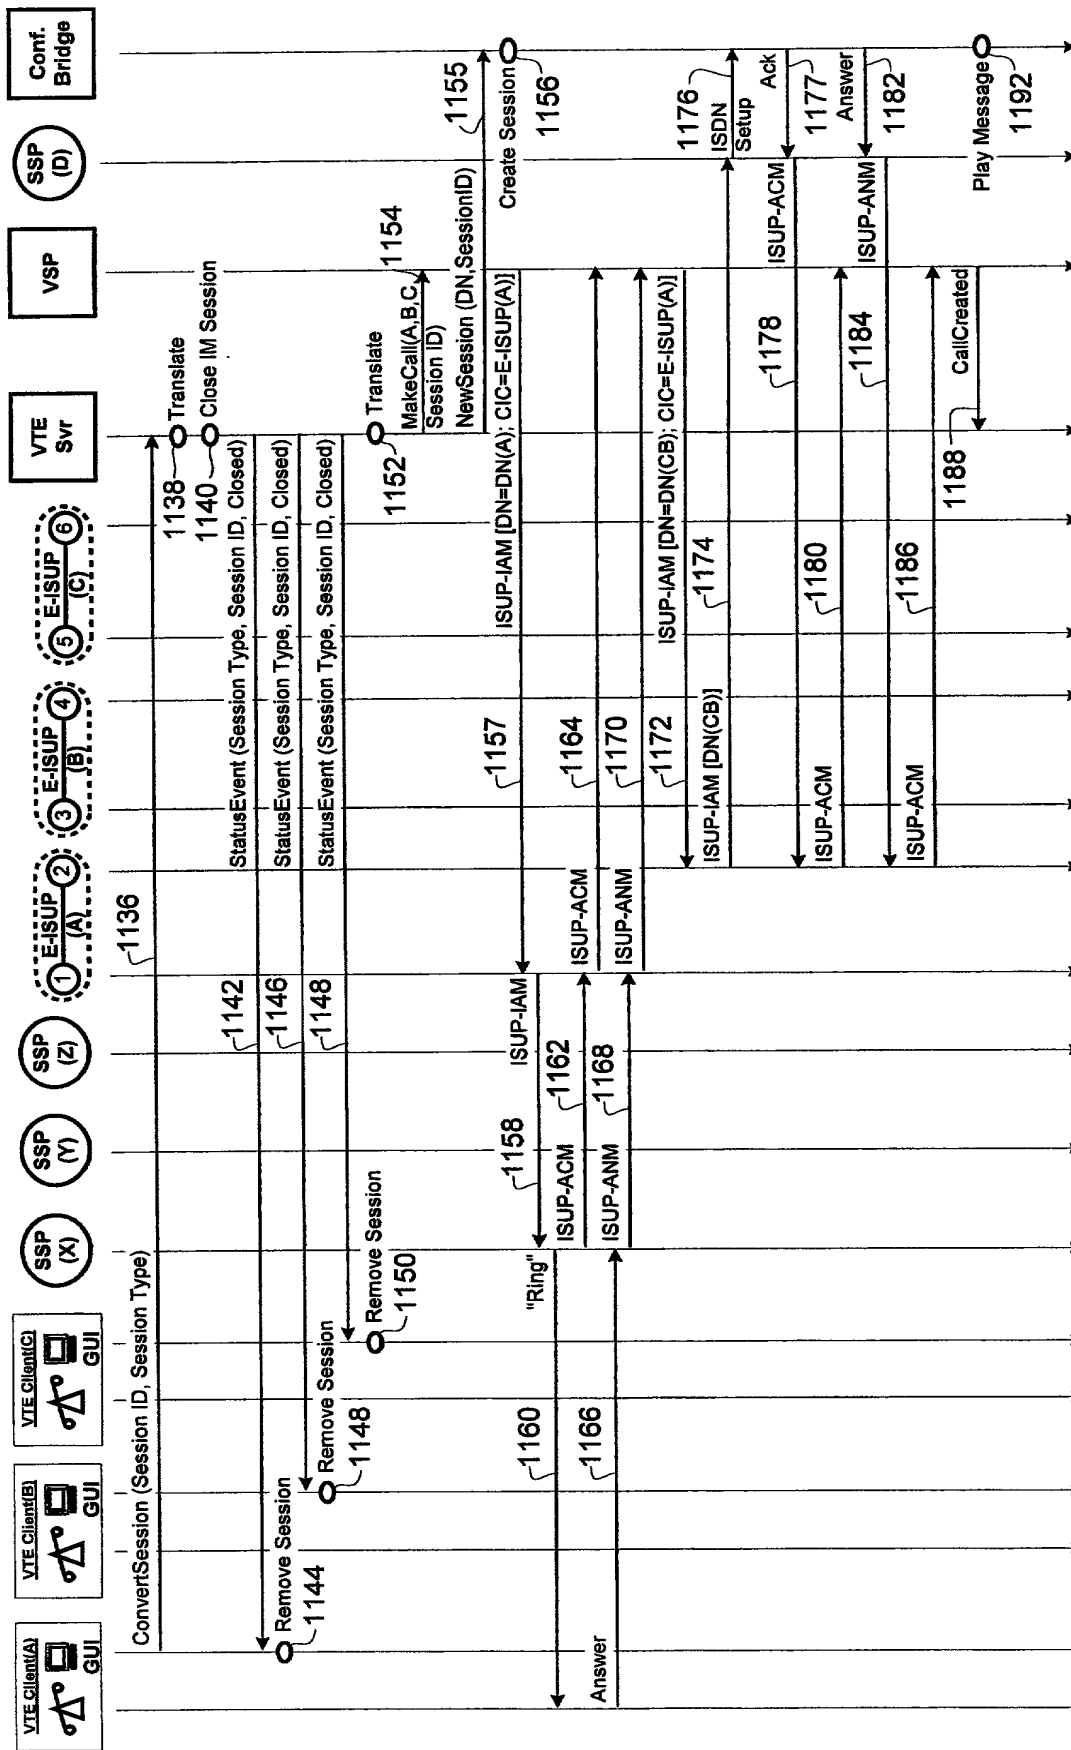 VTE Client(A)
GUI
VTE Client(B)
GUI
VTE Client(C)
GUI
SSP
(X)
SSP
(Y)
SSP
(Z)
1
E-ISUP
(A)
2
3
E-ISUP
(B)
4
5
E-ISUP
(C)
6
VTE
Svr
VSP
SSP
(D)
Conf.
Bridge
ConvertSession (Session ID, Session Type)
1136
1138
Translate
1140
Close IM Session
1142
StatusEvent (Session Type, Session ID, Closed)
Remove Session
1144
1146
StatusEvent (Session Type, Session ID, Closed)
Remove Session
1148
1148
StatusEvent (Session Type, Session ID, Closed)
Remove Session
1150
Translate
1152
MakeCall(A,B,C,
Session ID)
1154
NewSession (DN,SessionID)
1155
Create Session
1156
1157
ISUP-IAM [DN=DN(A); CIC=E-ISUP(A)]
1158
ISUP-IAM
"Ring"
1160
ISUP-ACM
1162
ISUP-ACM
1164
Answer
1166
ISUP-ANM
1168
ISUP-ANM
1170
1172
ISUP-IAM [DN=DN(CB); CIC=E-ISUP(A)]
ISUP-IAM [DN(CB)]
1174
ISDN
Setup
1176
Ack
1177
ISUP-ACM
1178
ISUP-ACM
1180
Answer
1182
ISUP-ANM
1184
ISUP-ACM
1186
CallCreated
1188
Play Message
1192